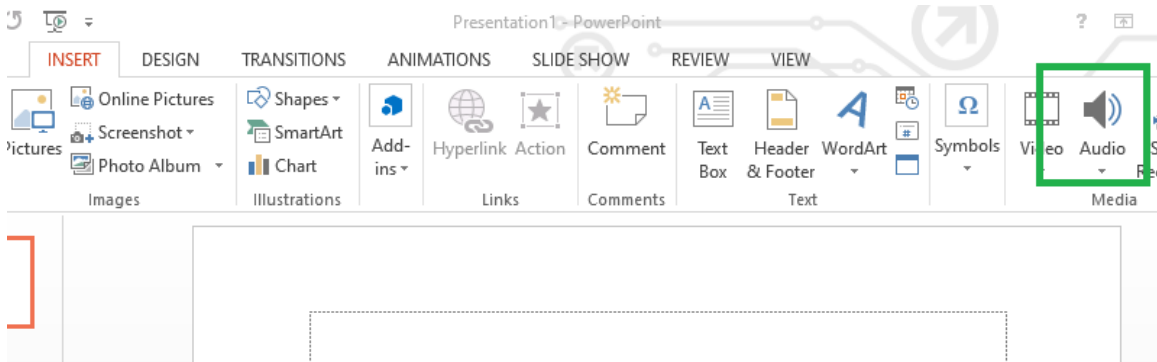 Presentation1 - PowerPoint
?
INSERT DESIGN TRANSITIONS ANIMATIONS SLIDE SHOW REVIEW VIEW
Pictures
Online Pictures
Screenshot
Photo Album
Images
Shapes
SmartArt
Chart
Illustrations
Add-
ins
Hyperlink Action
Links
Comment
Comments
Text
Box
Header
& Footer
WordArt
#
Text
Ω
Symbols
Video
Audio
Media